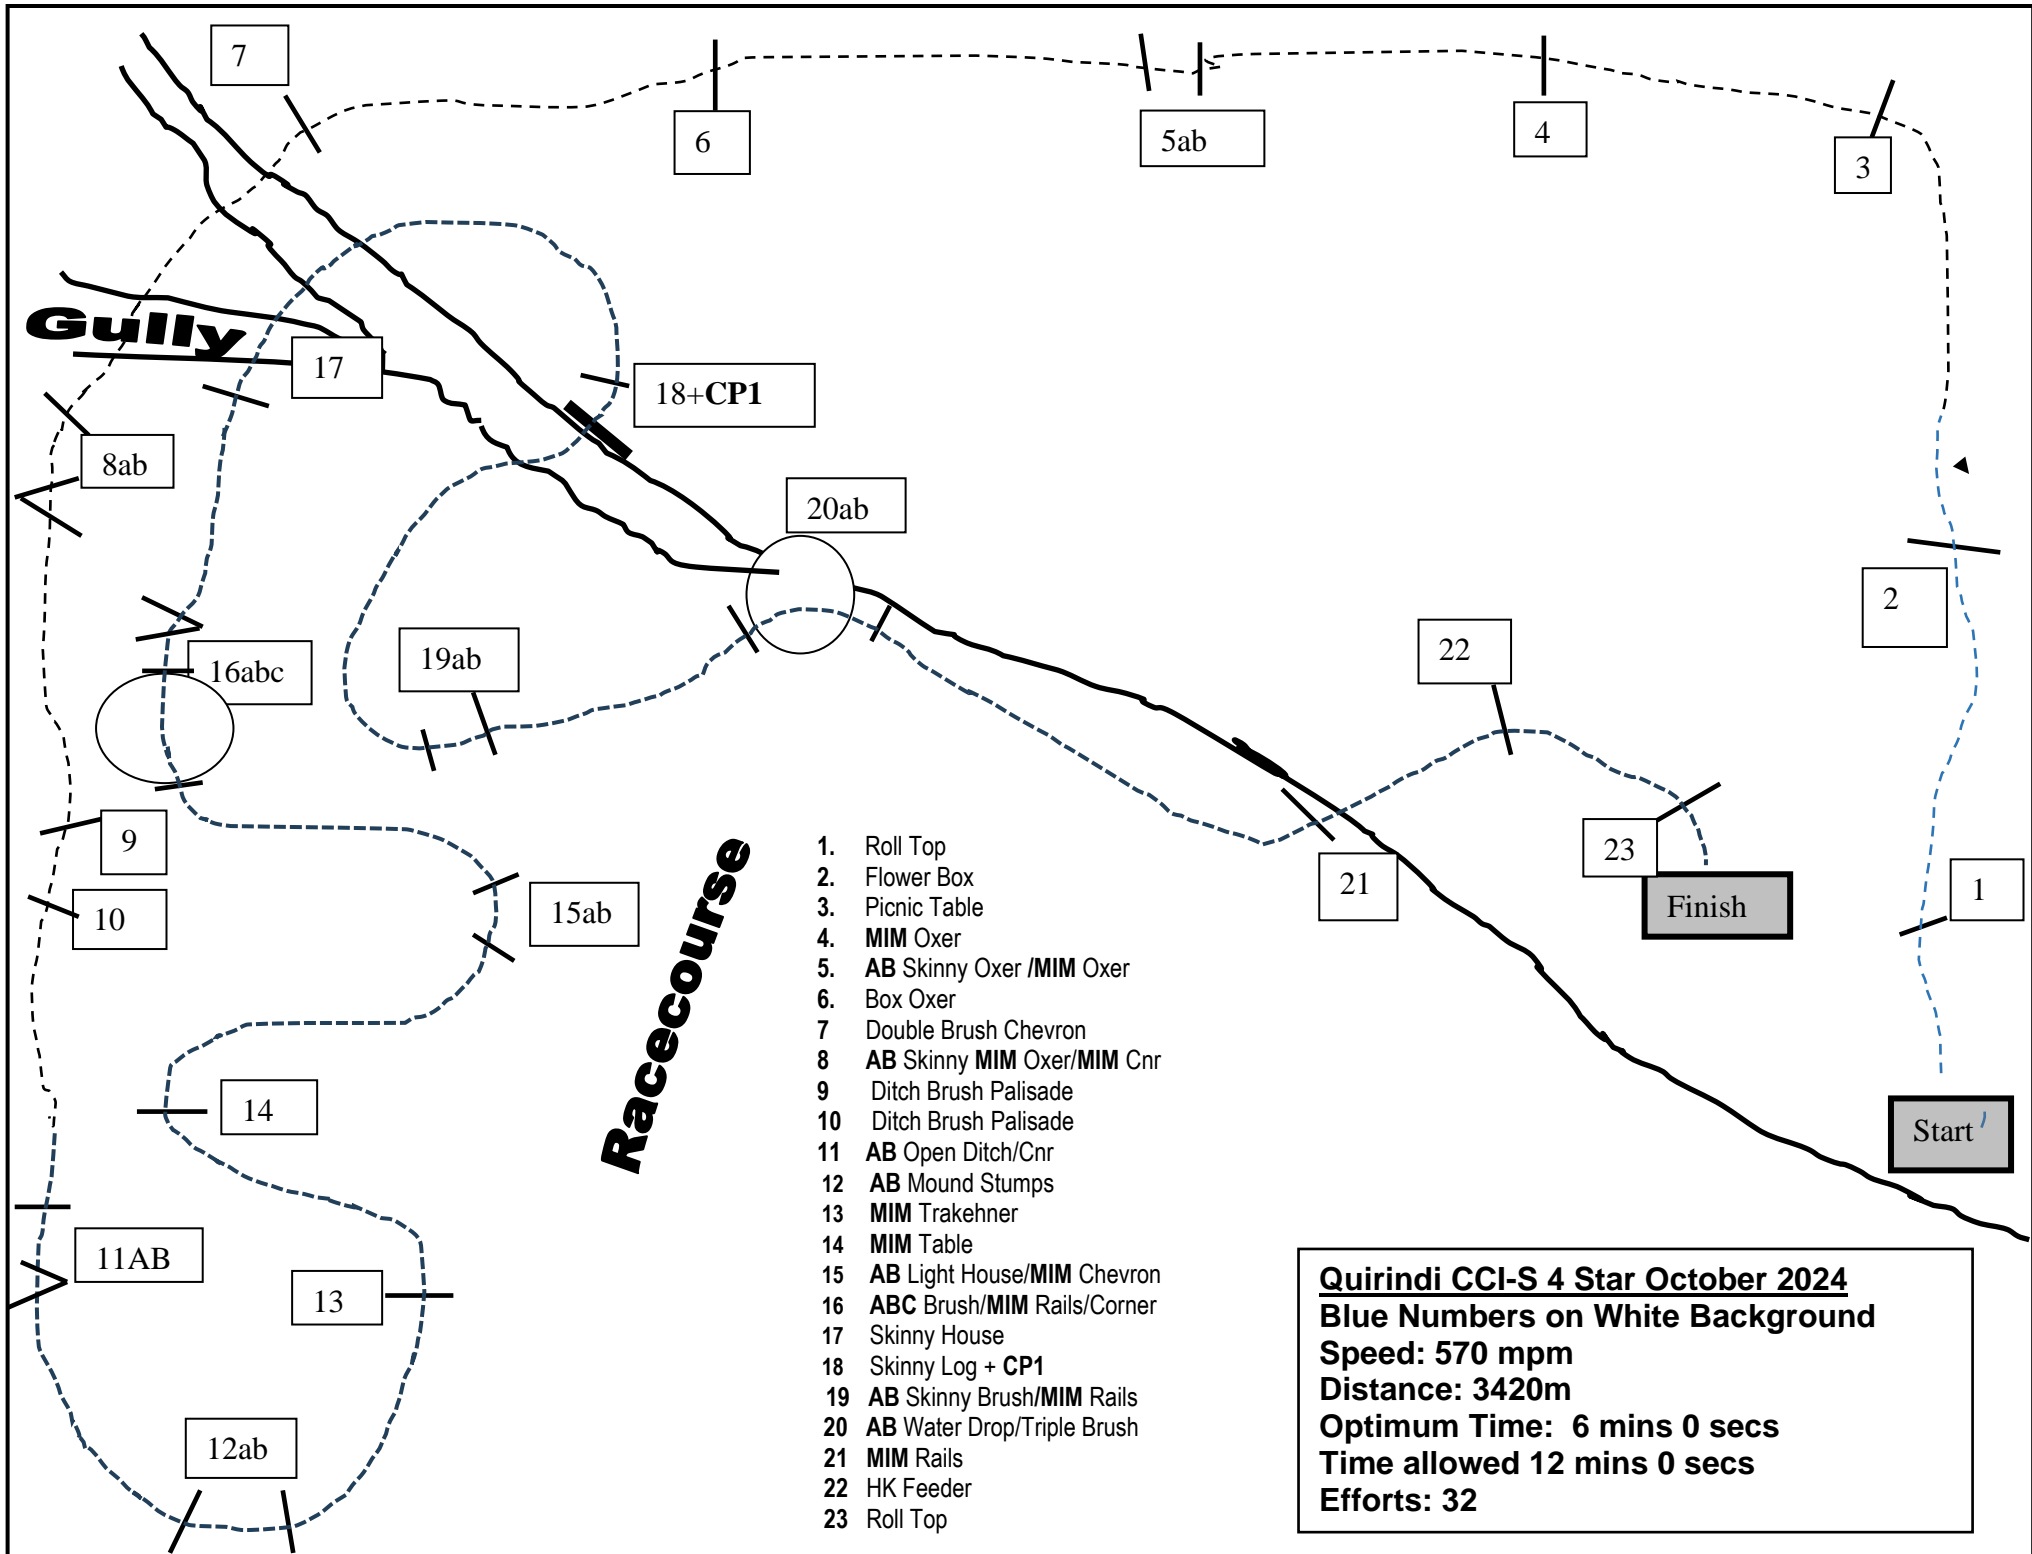 7
6
5ab
4
3
Gully
17
18+CP1
8ab
20ab
2
19ab
22
16abc
9
23
1
10
15ab
21
Finish
Racecourse
14
Start
11AB
13
12ab
1. Roll Top
2. Flower Box
3. Picnic Table
4. MIM Oxer
5. AB Skinny Oxer /MIM Oxer
6. Box Oxer
7 Double Brush Chevron
8 AB Skinny MIM Oxer/MIM Cnr
9 Ditch Brush Palisade
10 Ditch Brush Palisade
11 AB Open Ditch/Cnr
12 AB Mound Stumps
13 MIM Trakehner
14 MIM Table
15 AB Light House/MIM Chevron
16 ABC Brush/MIM Rails/Corner
17 Skinny House
18 Skinny Log + CP1
19 AB Skinny Brush/MIM Rails
20 AB Water Drop/Triple Brush
21 MIM Rails
22 HK Feeder
23 Roll Top
Quirindi CCI-S 4 Star October 2024
Blue Numbers on White Background
Speed: 570 mpm
Distance: 3420m
Optimum Time: 6 mins 0 secs
Time allowed 12 mins 0 secs
Efforts: 32